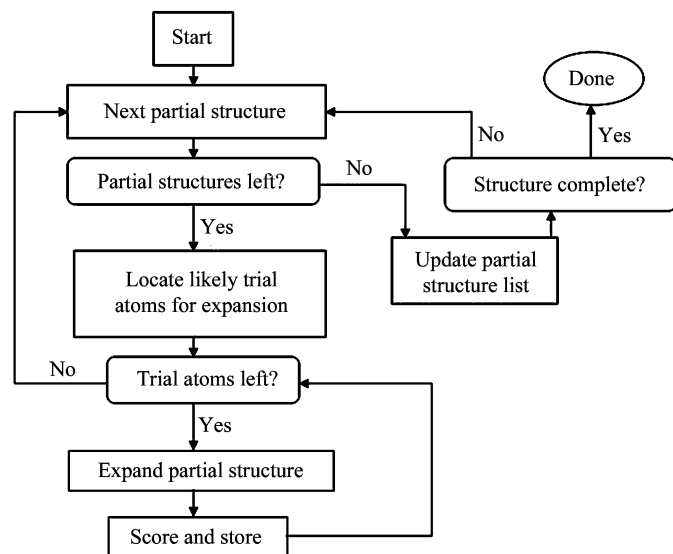 Start
Done
Next partial structure
No
Yes
Partial structures left?
No
Structure complete?
Yes
Update partial
structure list
Locate likely trial
atoms for expansion
No
Trial atoms left?
Yes
Expand partial structure
Score and store